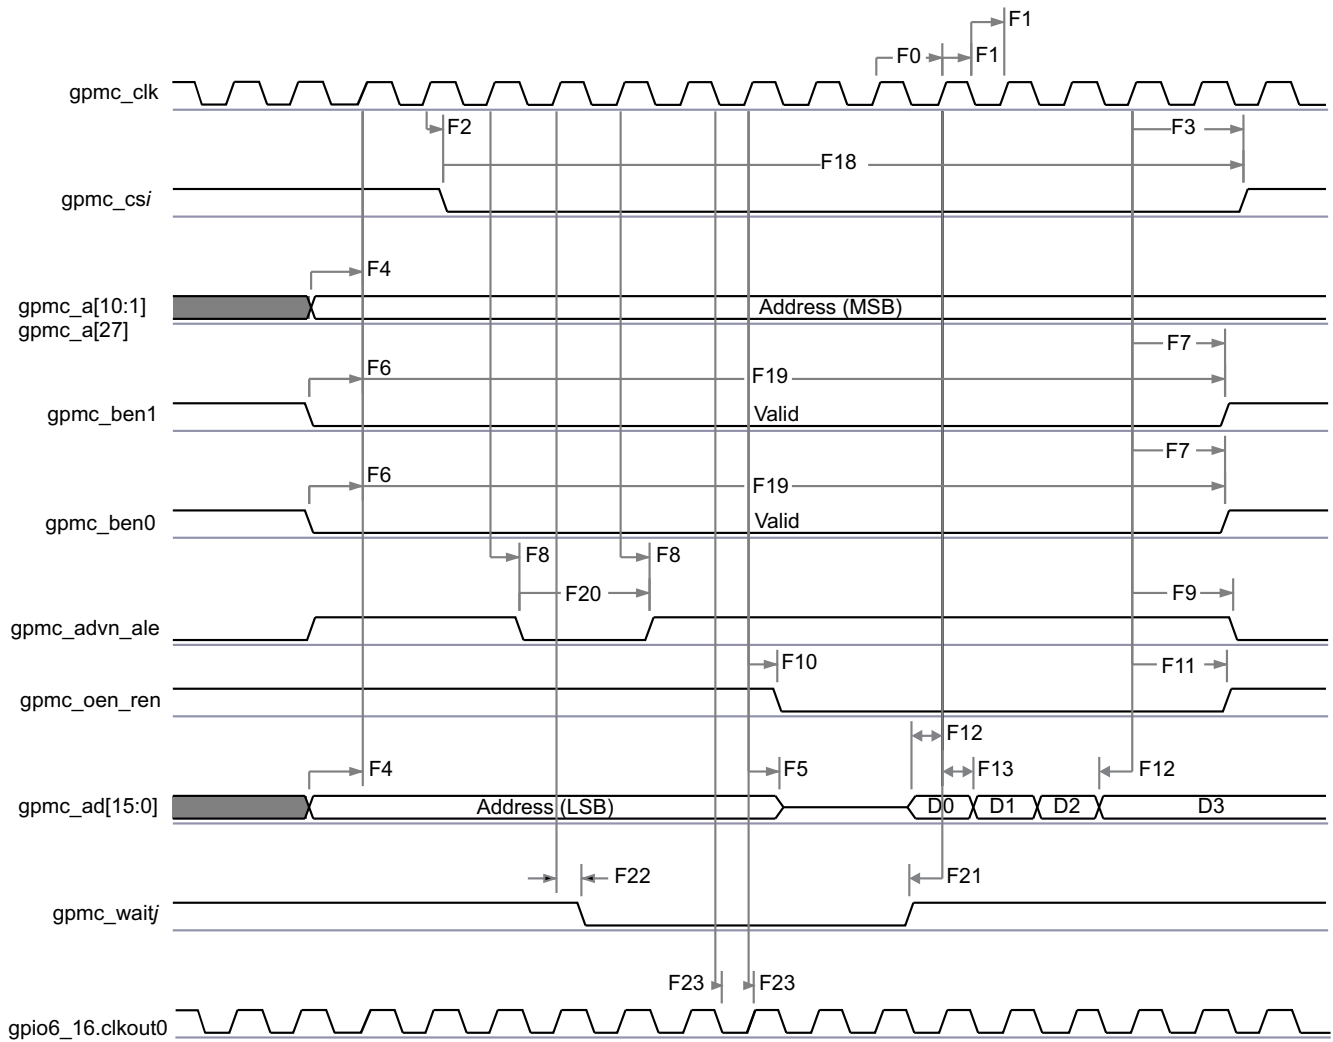 F1
F0 F1
gpmc_clk
F2 F3
F18
gpmc_csi
F4
gpmc_a[10:1] Address (MSB)
gpmc_a[27]
F7
F6 F19
gpmc_ben1 Valid
F7
F6 F19
gpmc_ben0 Valid
F8 F8
F20 F9
gpmc_advn_ale
F10 F11
gpmc_oen_ren
F12
F4 F5 F13 F12
gpmc_ad[15:0] Address (LSB) D0 D1 D2 D3
F22 F21
gpmc_waitj
F23 F23
gpio6_16.clkout0